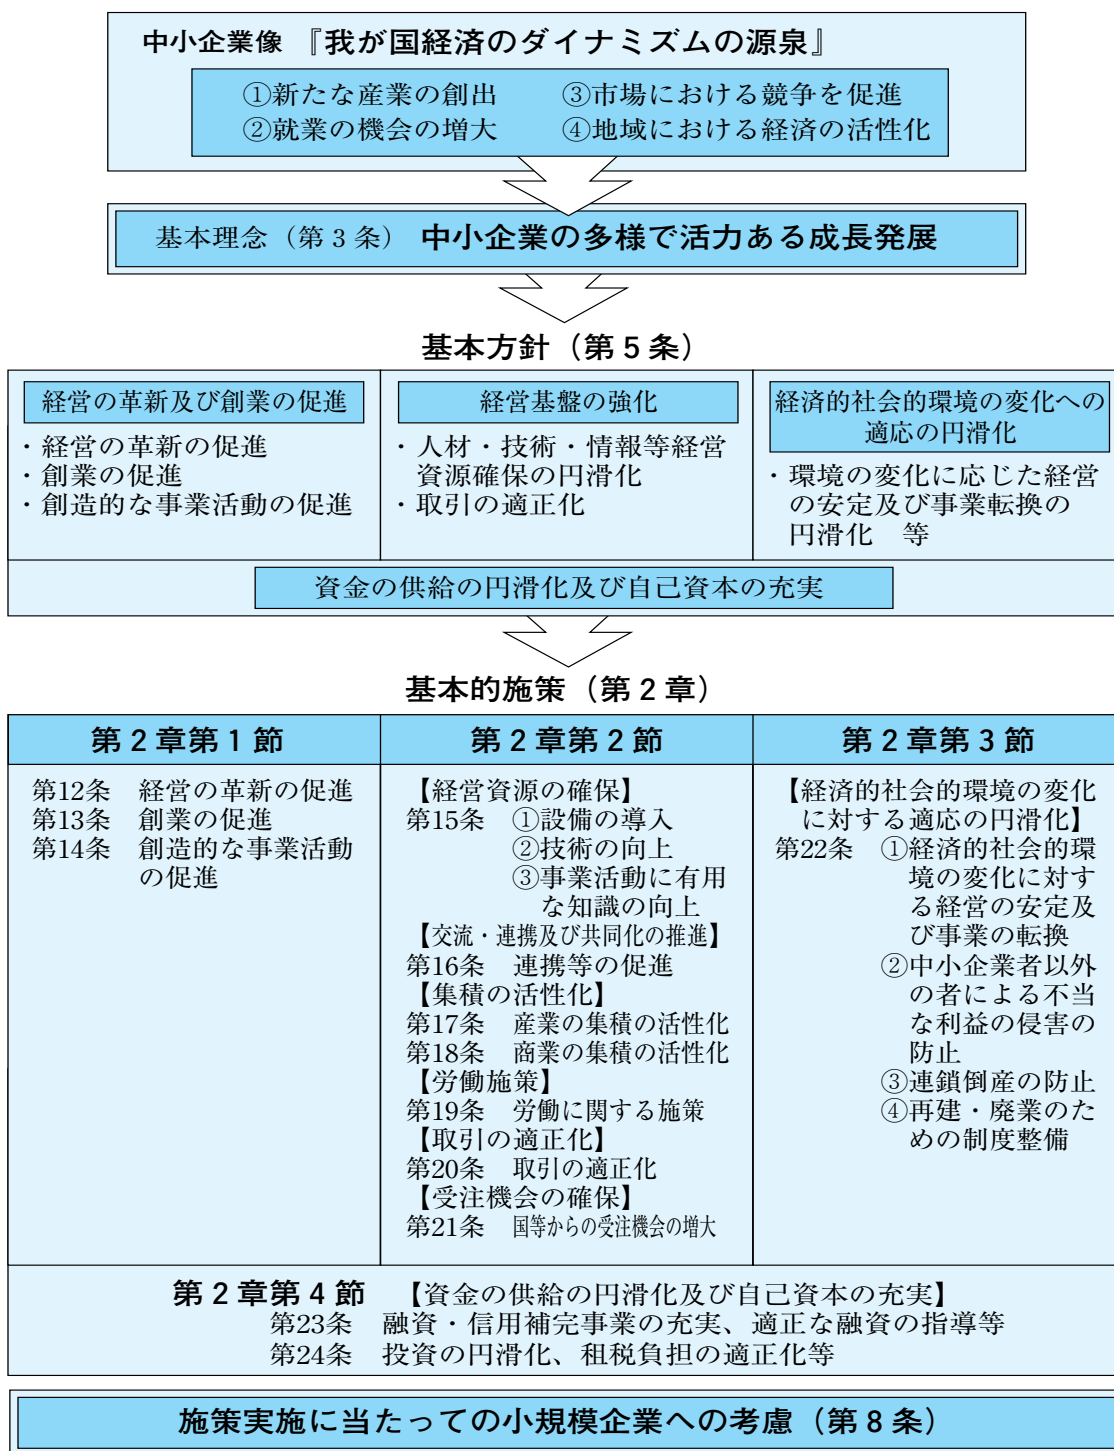 中小企業像 『我が国経済のダイナミズムの源泉』
①新たな産業の創出 ③市場における競争を促進
②就業の機会の増大 ④地域における経済の活性化
基本理念（第3条） 中小企業の多様で活力ある成長発展
基本方針（第5条）
経営の革新及び創業の促進
・経営の革新の促進
・創業の促進
・創造的な事業活動の促進
経営基盤の強化
・人材・技術・情報等経営
資源確保の円滑化
・取引の適正化
経済的社会的環境の変化への
適応の円滑化
・環境の変化に応じた経営
の安定及び事業転換の
円滑化 等
資金の供給の円滑化及び自己資本の充実
基本的施策（第2章）
第2章第1節
第12条 経営の革新の促進
第13条 創業の促進
第14条 創造的な事業活動
の促進
第2章第2節
【経営資源の確保】
第15条 ①設備の導入
②技術の向上
③事業活動に有用
な知識の向上
【交流・連携及び共同化の推進】
第16条 連携等の促進
【集積の活性化】
第17条 産業の集積の活性化
第18条 商業の集積の活性化
【労働施策】
第19条 労働に関する施策
【取引の適正化】
第20条 取引の適正化
【受注機会の確保】
第21条 国等からの受注機会の増大
第2章第3節
【経済的社会的環境の変化
に対する適応の円滑化】
第22条 ①経済的社会的環
境の変化に対す
る経営の安定及
び事業の転換
②中小企業者以外
の者による不当
な利益の侵害の
防止
③連鎖倒産の防止
④再建・廃業のた
めの制度整備
第2章第4節 【資金の供給の円滑化及び自己資本の充実】
第23条 融資・信用補完事業の充実、適正な融資の指導等
第24条 投資の円滑化、租税負担の適正化等
施策実施に当たっての小規模企業への考慮（第8条）